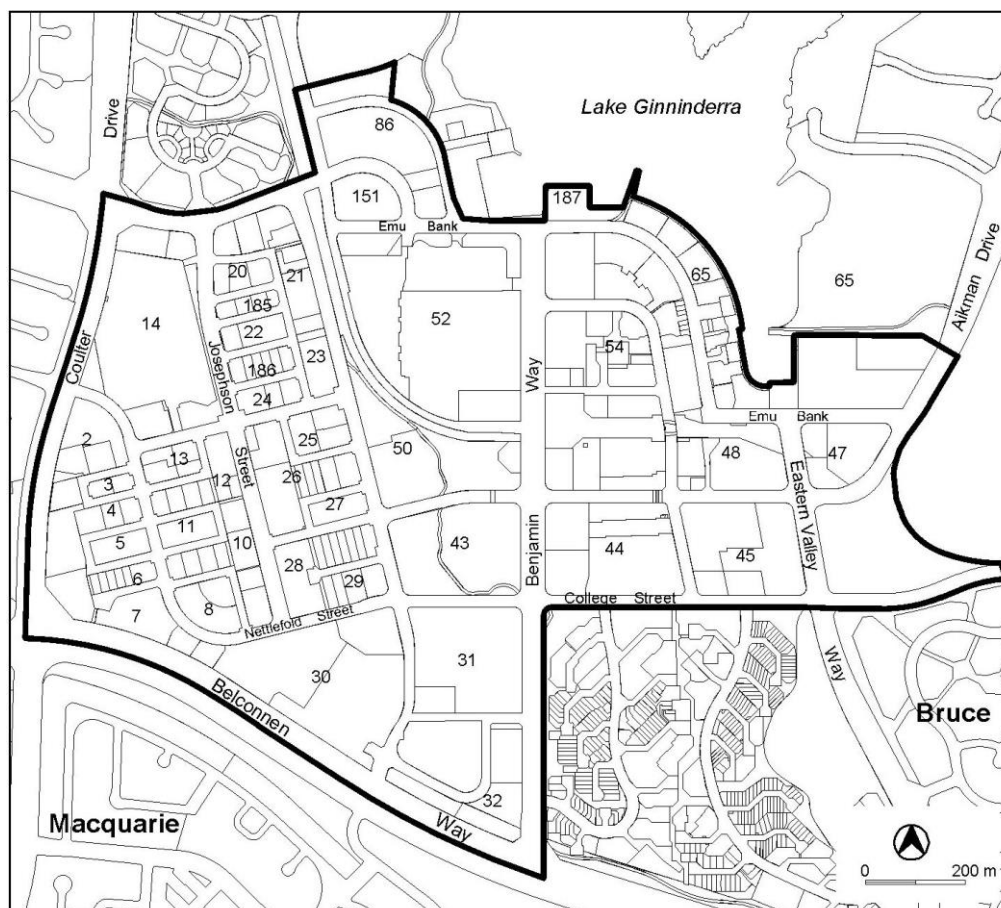 Lake Ginninderra
Drive
86
187
151
Emu Bank
65
65
Aikman Drive
20
21
185
14
22
52
Coulter
Josephson
23
54
Way
186
24
Emu Bank
25
2
13
50
48
47
Street
12
26
3
27
4
11
Eastern Valley
5
10
43
44
45
28
Benjamin
6
29
8
College Street
7
Nettlefold Street
31
30
Way
Belconnen
Bruce
32
Macquarie
Way
0 200 m